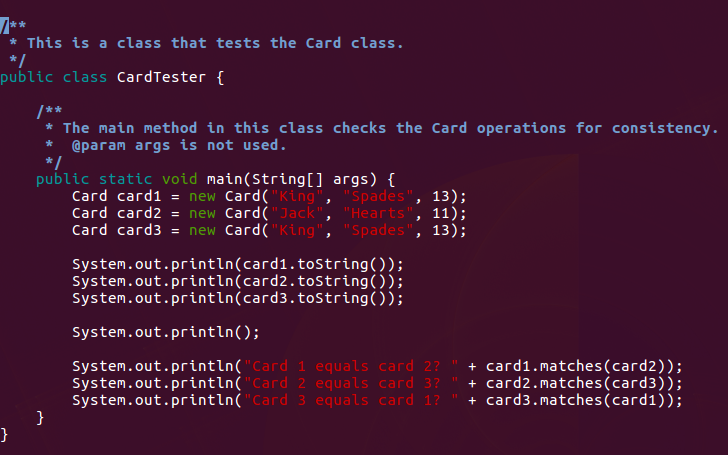 /**
 * This is a class that tests the Card class.
 */
public class CardTester {

    /**
     * The main method in this class checks the Card operations for consistency.
     *  @param args is not used.
     */
    public static void main(String[] args) {
        Card card1 = new Card("King", "Spades", 13);
        Card card2 = new Card("Jack", "Hearts", 11);
        Card card3 = new Card("King", "Spades", 13);

        System.out.println(card1.toString());
        System.out.println(card2.toString());
        System.out.println(card3.toString());

        System.out.println();

        System.out.println("Card 1 equals card 2? " + card1.matches(card2));
        System.out.println("Card 2 equals card 3? " + card2.matches(card3));
        System.out.println("Card 3 equals card 1? " + card3.matches(card1));
    }
}